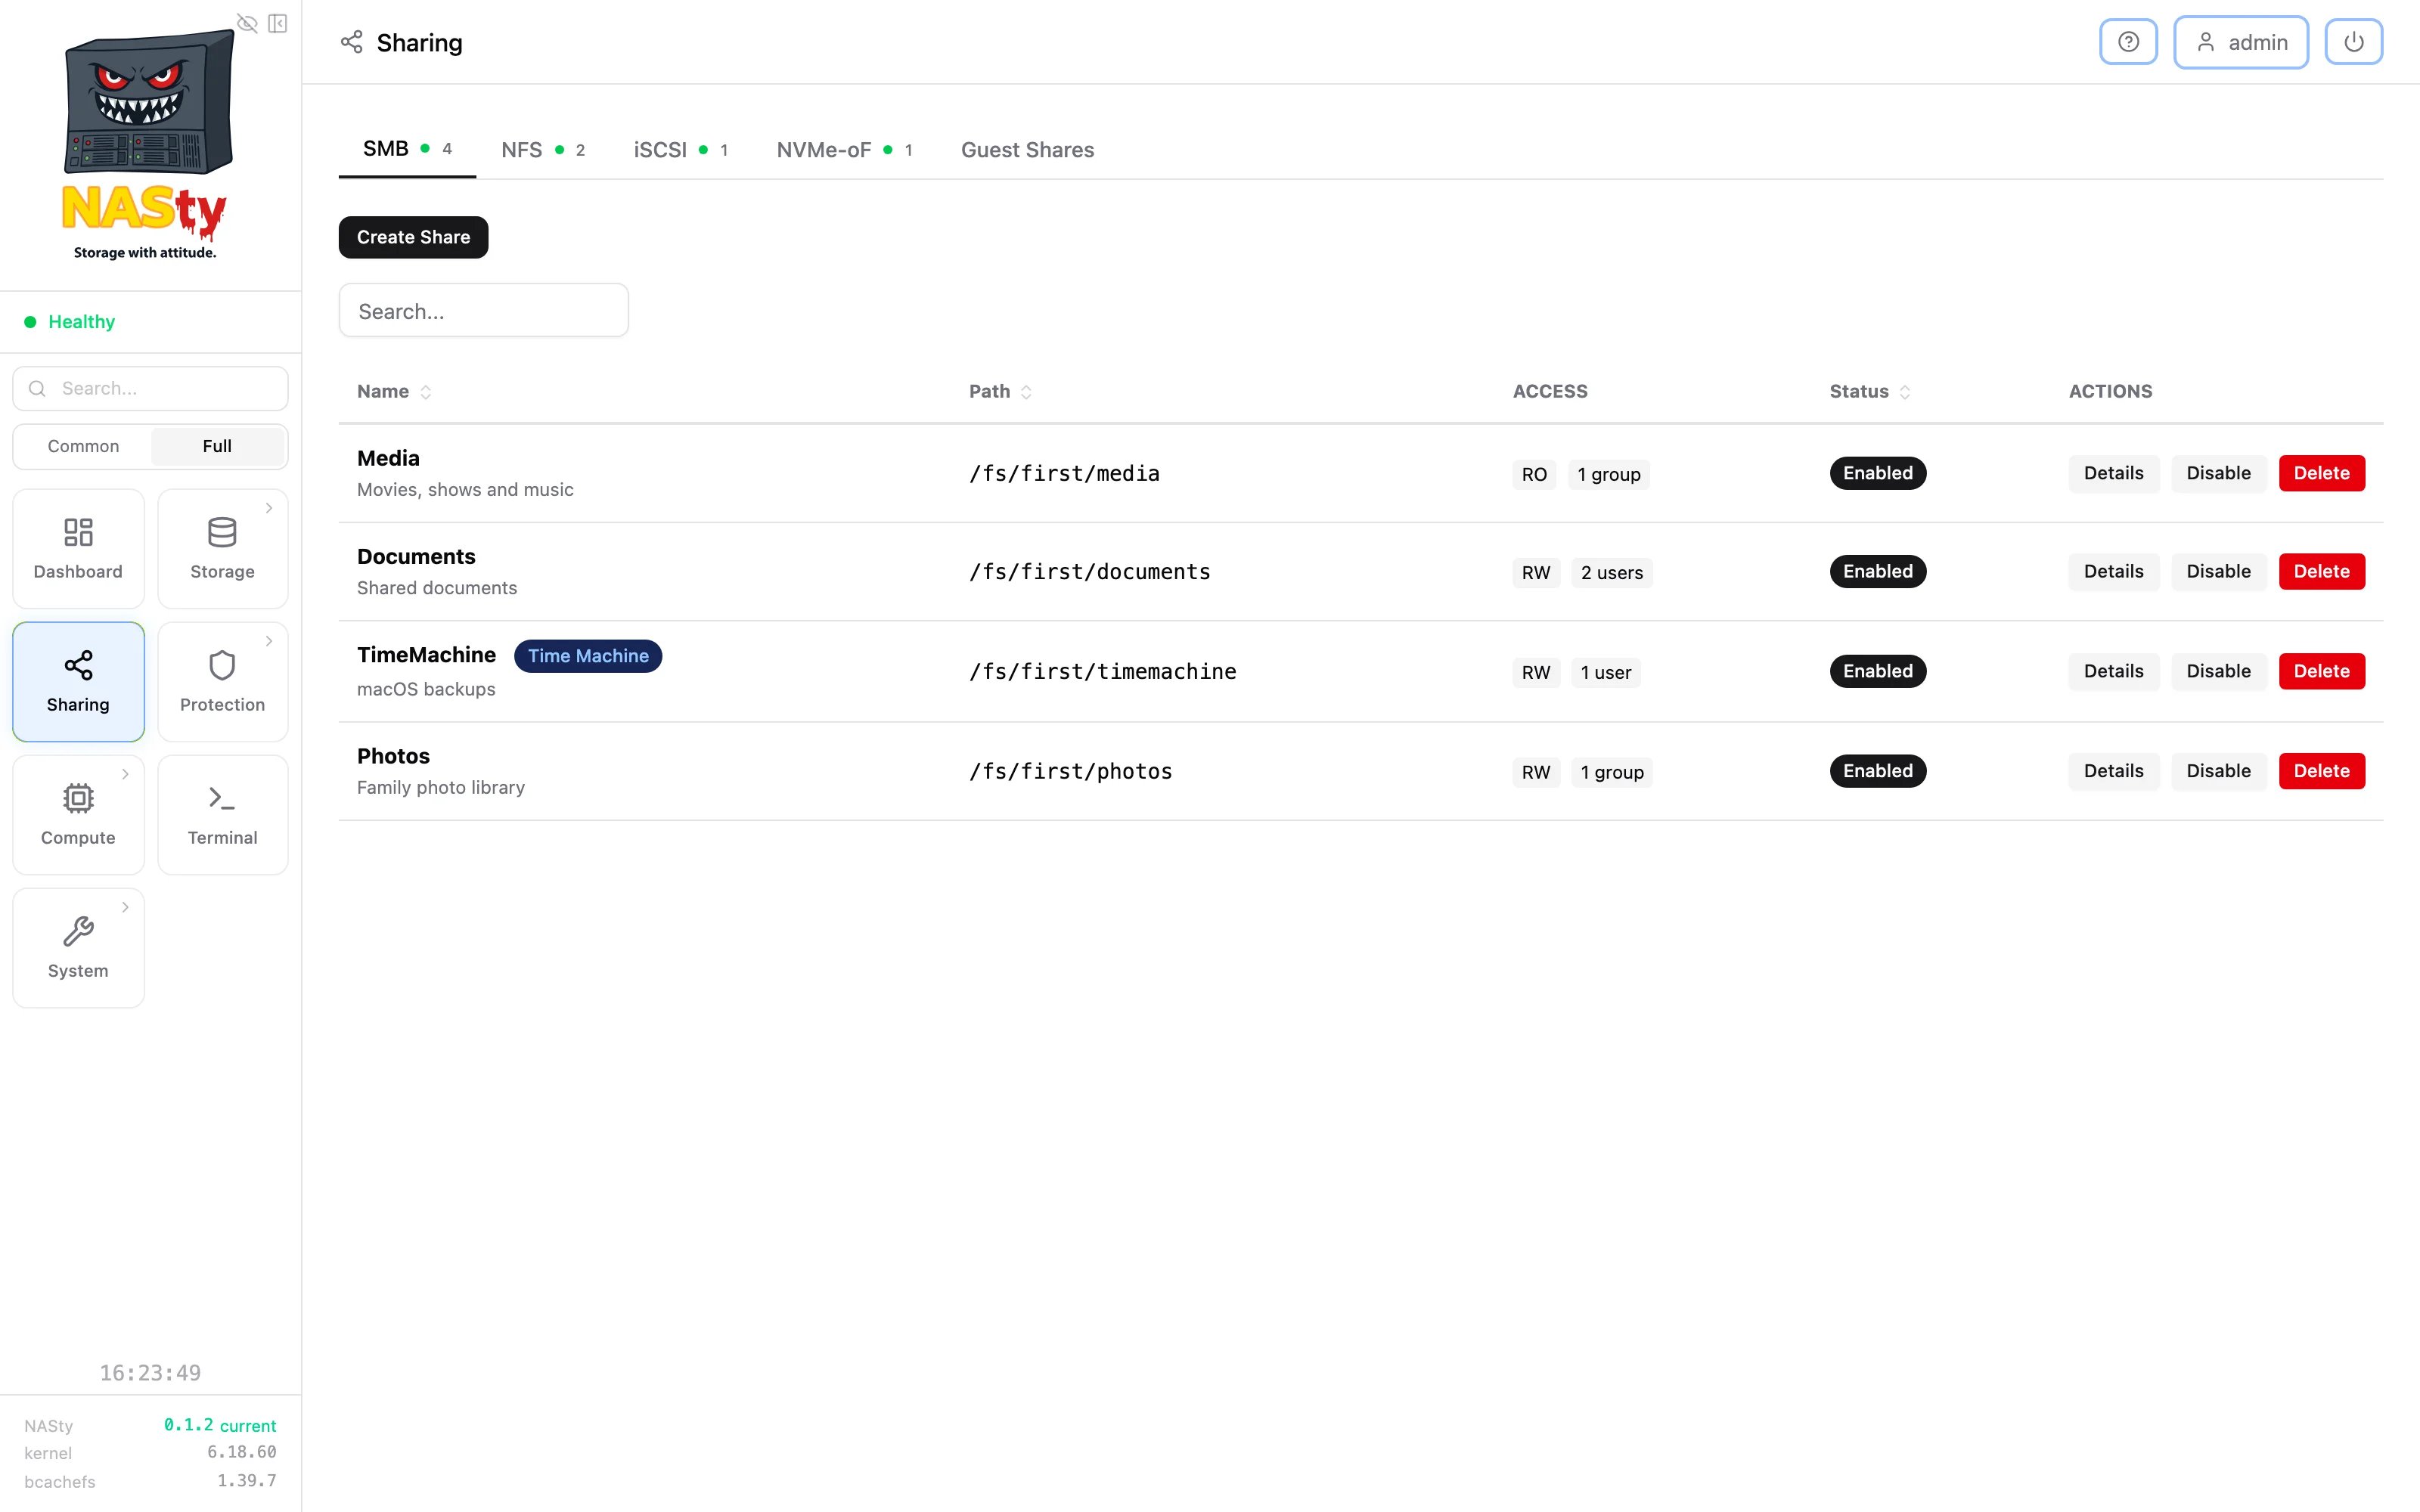 NASty
Storage with attitude.
Healthy
Search...
Common Full
Dashboard Storage
Sharing Protection
Compute Terminal
System
16:23:49
NASty 0.1.2 current
kernel 6.18.60
bcachefs 1.39.7
Sharing
admin
SMB 4 NFS 2 iSCSI 1 NVMe-oF 1 Guest Shares
Create Share
Search...
Name Path ACCESS Status ACTIONS
Media
Movies, shows and music
/fs/first/media RO 1 group Enabled Details Disable Delete
Documents
Shared documents
/fs/first/documents RW 2 users Enabled Details Disable Delete
TimeMachine Time Machine
macOS backups
/fs/first/timemachine RW 1 user Enabled Details Disable Delete
Photos
Family photo library
/fs/first/photos RW 1 group Enabled Details Disable Delete